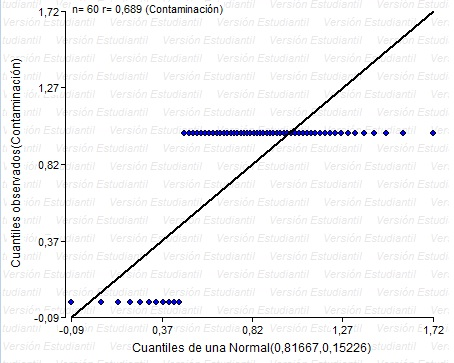 n= 60 r= 0,689 (Contaminación)
1,72
1,27
0,82
0,37
-0,09
Cuantiles observados(Contaminación)
-0,09 0,37 0,82 1,27 1,72
Cuantiles de una Normal(0,81667,0,15226)
Versión Estudiantil